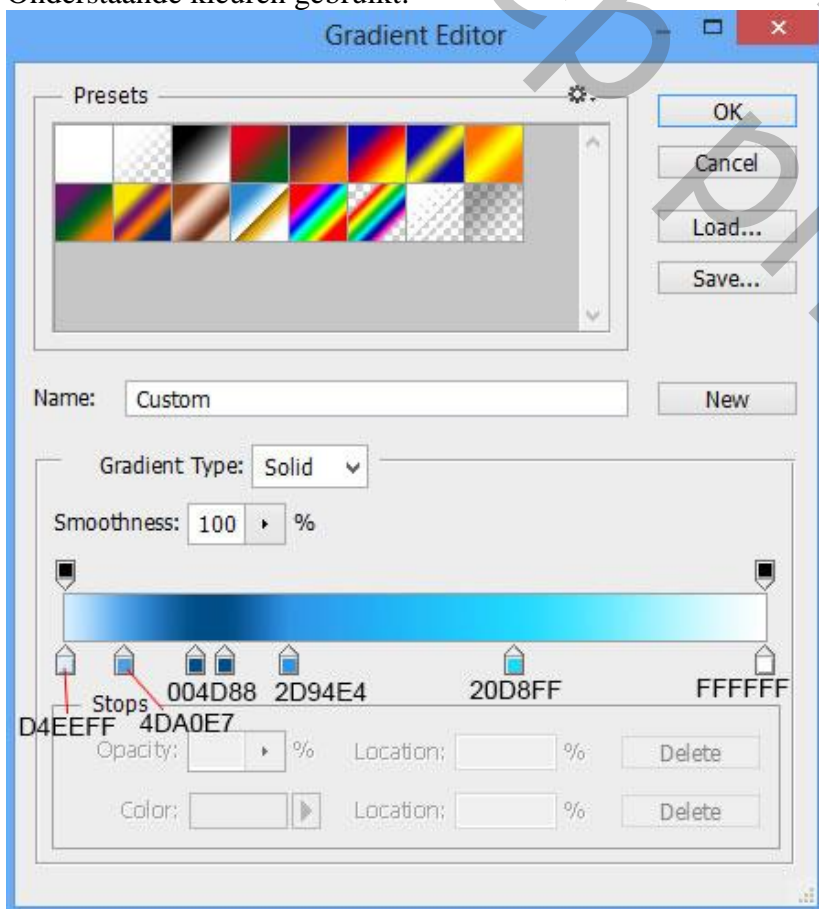 Onderstaande kleuren gebruikt:
Gradient Editor
Presets
OK
Cancel
Load...
Save...
Name: Custom
New
Gradient Type: Solid
Smoothness: 100 %
004D88 2D94E4 20D8FF FFFFFF
D4EEFF 4DA0E7
Stops
Opacity: % Location: % Delete
Color: Location: % Delete